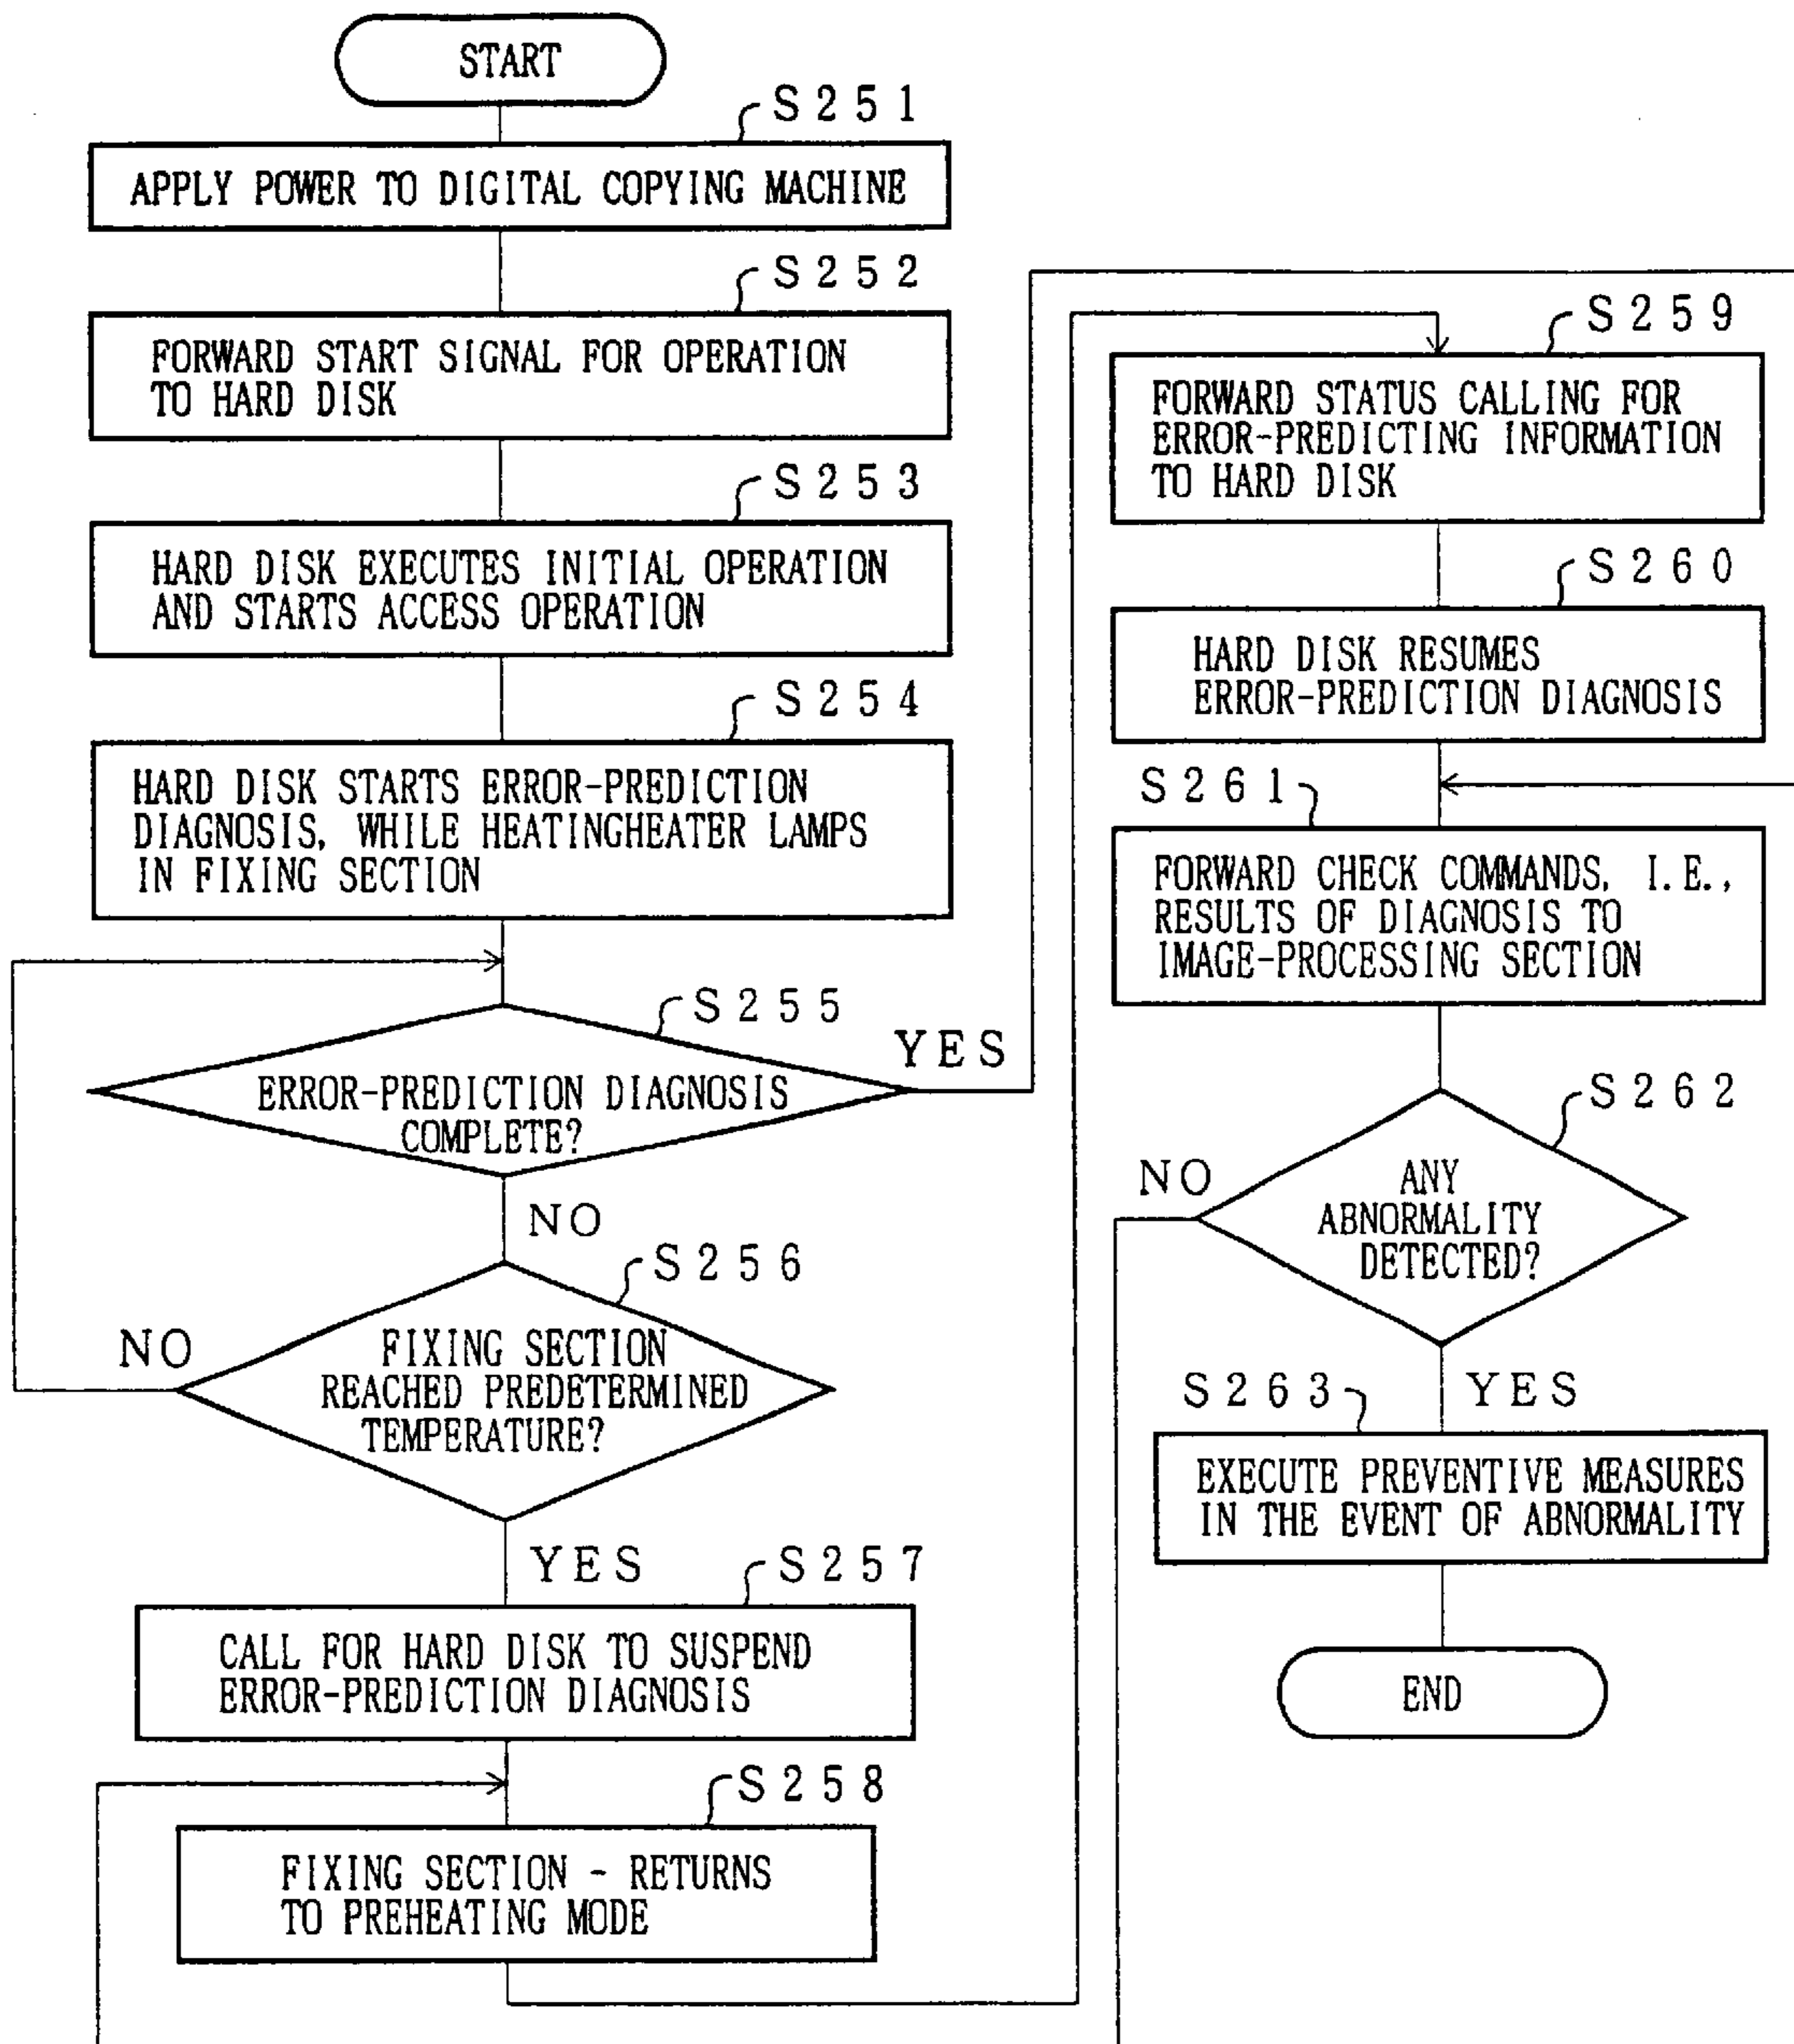 START
S251
APPLY POWER TO DIGITAL COPYING MACHINE
S252
FORWARD START SIGNAL FOR OPERATION
TO HARD DISK
S253
HARD DISK EXECUTES INITIAL OPERATION
AND STARTS ACCESS OPERATION
S254
HARD DISK STARTS ERROR-PREDICTION
DIAGNOSIS, WHILE HEATINGHEATER LAMPS
IN FIXING SECTION
S255
YES
ERROR-PREDICTION DIAGNOSIS
COMPLETE?
NO
S256
NO
FIXING SECTION
REACHED PREDETERMINED
TEMPERATURE?
YES
S257
CALL FOR HARD DISK TO SUSPEND
ERROR-PREDICTION DIAGNOSIS
S258
FIXING SECTION - RETURNS
TO PREHEATING MODE
S259
FORWARD STATUS CALLING FOR
ERROR-PREDICTING INFORMATION
TO HARD DISK
S260
HARD DISK RESUMES
ERROR-PREDICTION DIAGNOSIS
S261
FORWARD CHECK COMMANDS, I.E.,
RESULTS OF DIAGNOSIS TO
IMAGE-PROCESSING SECTION
S262
NO
ANY
ABNORMALITY
DETECTED?
S263
YES
EXECUTE PREVENTIVE MEASURES
IN THE EVENT OF ABNORMALITY
END